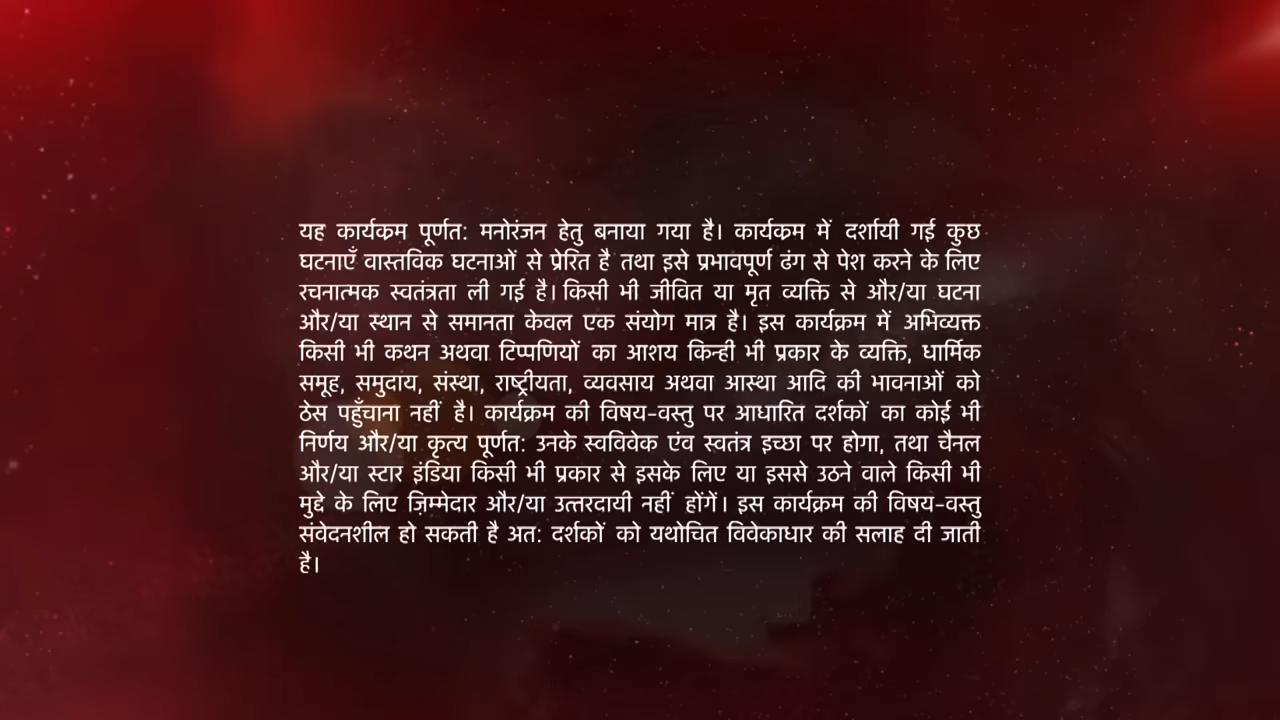 यह कार्यक्रम पूर्णत: मनोरंजन हेतु बनाया गया है। कार्यक्रम में दर्शायी गई कुछ
घटनाएँ वास्तविक घटनाओं से प्रेरित है तथा इसे प्रभावपूर्ण ढंग से पेश करने के लिए
रचनात्मक स्वतंत्रता ली गई है। किसी भी जीवित या मृत व्यक्ति से और/या घटना
और/या स्थान से समानता केवल एक संयोग मात्र है। इस कार्यक्रम में अभिव्यक्त
किसी भी कथन अथवा टिप्पणियों का आशय किन्ही भी प्रकार के व्यक्ति, धार्मिक
समूह, समुदाय, संस्था, राष्ट्रीयता, व्यवसाय अथवा आस्था आदि की भावनाओं को
ठेस पहुँचाना नहीं है। कार्यक्रम की विषय-वस्तु पर आधारित दर्शकों का कोई भी
निर्णय और/या कृत्य पूर्णत: उनके स्वविवेक एंव स्वतंत्र इच्छा पर होगा, तथा चैनल
और/या स्टार इंडिया किसी भी प्रकार से इसके लिए या इससे उठने वाले किसी भी
मुद्दे के लिए ज़िम्मेदार और/या उत्तरदायी नहीं होंगें। इस कार्यक्रम की विषय-वस्तु
संवेदनशील हो सकती है अत: दर्शकों को यथोचित विवेकाधार की सलाह दी जाती
है।